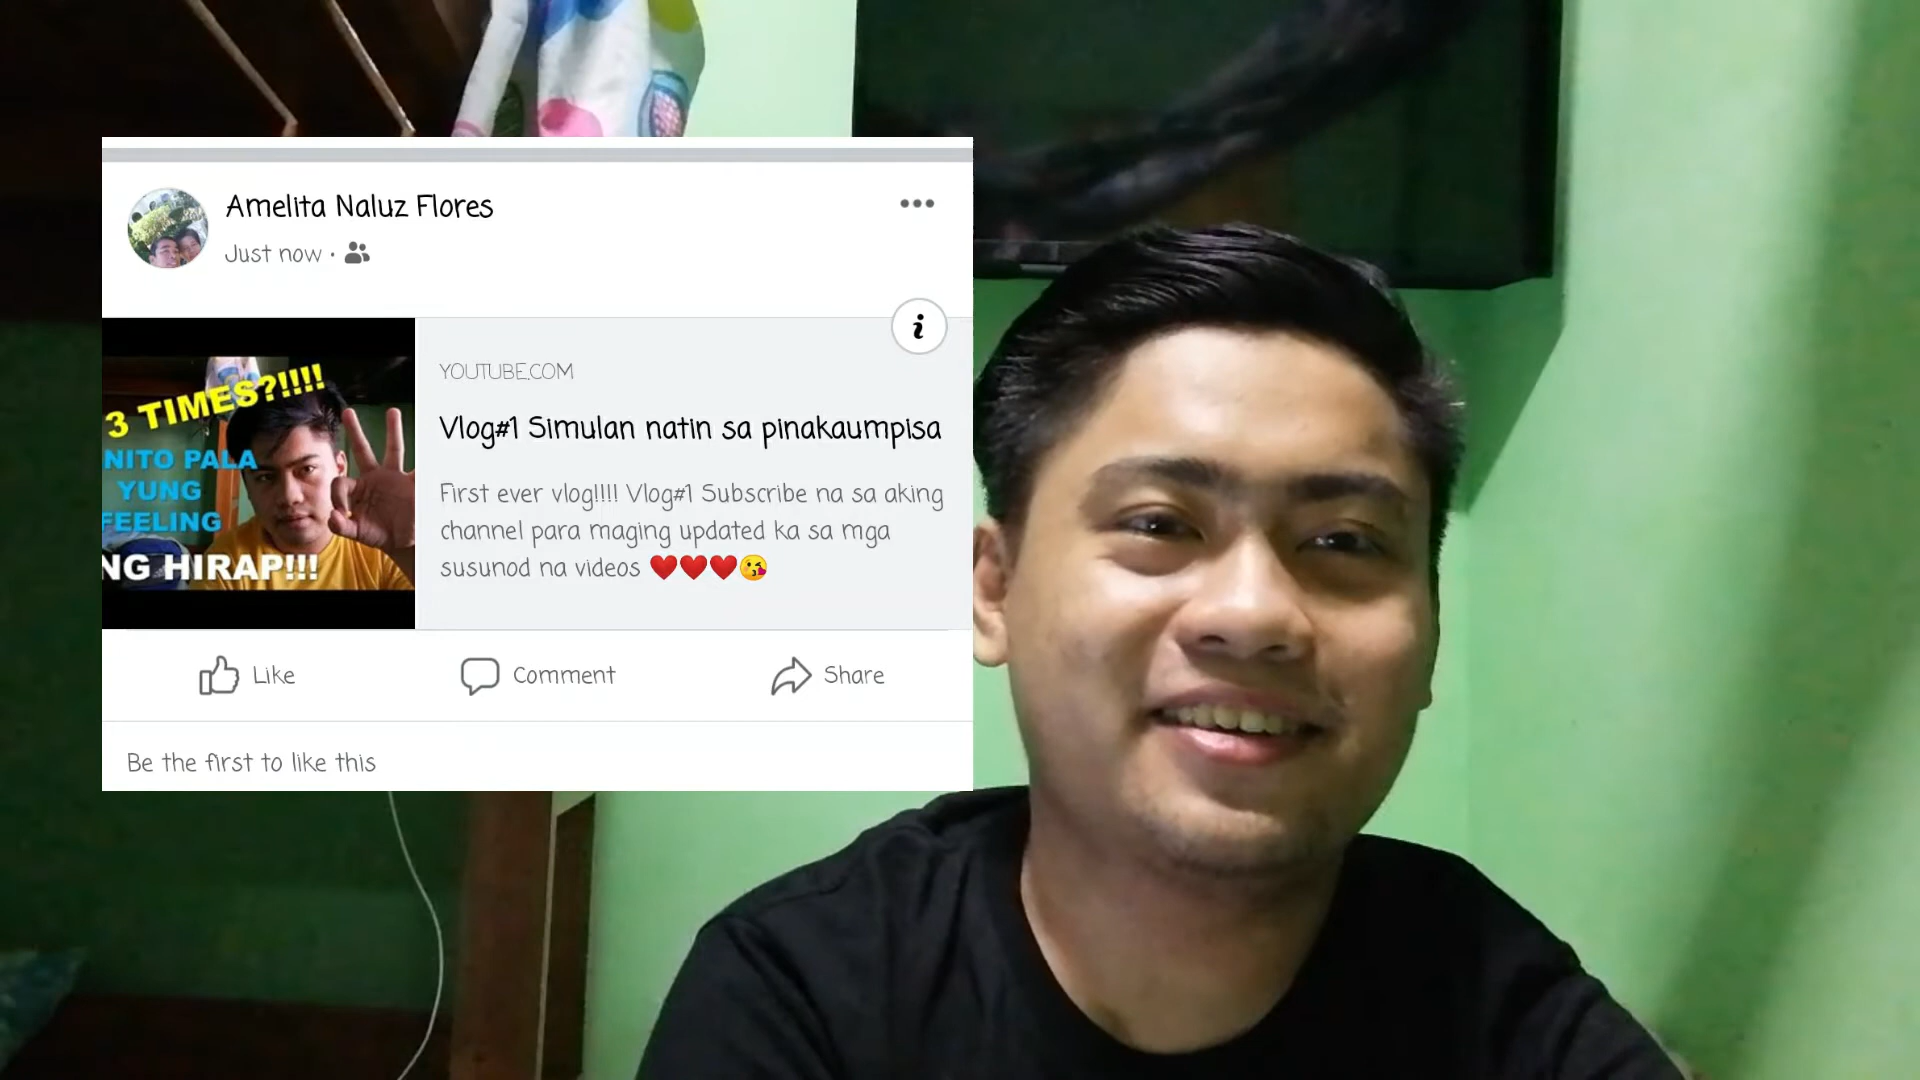 Amelita Naluz Flores
Just now •
YOUTUBE.COM
Vlog#1 Simulan natin sa pinakaumpisa
First ever vlog!!!! Vlog#1 Subscribe na sa aking
channel para maging updated ka sa mga
susunod na videos ❤️❤️❤️😘
3 TIMES?!!!!
NITO PALA
YUNG
FEELING
NG HIRAP!!!
Like
Comment
Share
Be the first to like this